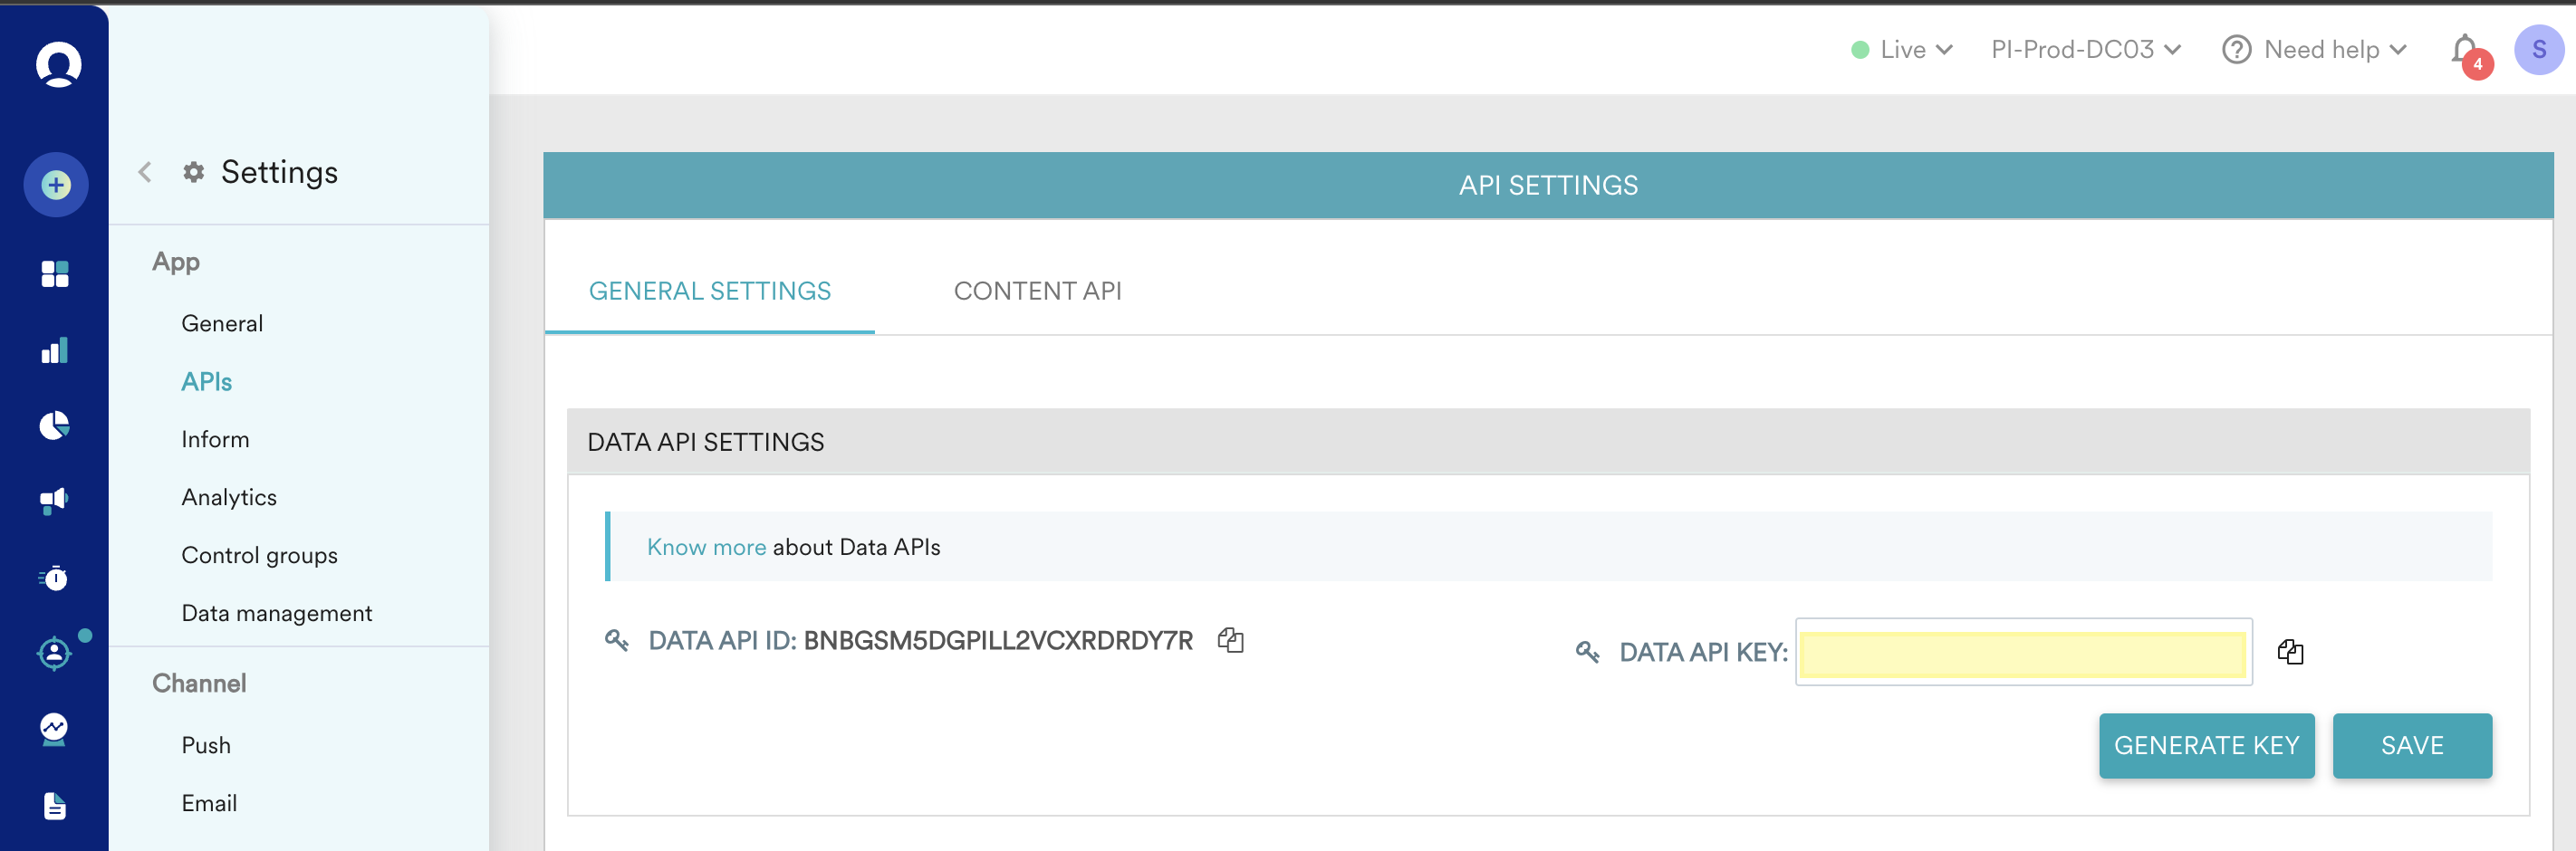 Live
PI-Prod-DC03
Need help
4
S
Settings
App
General
APIs
Inform
Analytics
Control groups
Data management
Channel
Push
Email
API SETTINGS
GENERAL SETTINGS
CONTENT API
DATA API SETTINGS
Know more about Data APIs
DATA API ID: BNBGSM5DGPILL2VCXRDRDY7R
DATA API KEY:
GENERATE KEY
SAVE